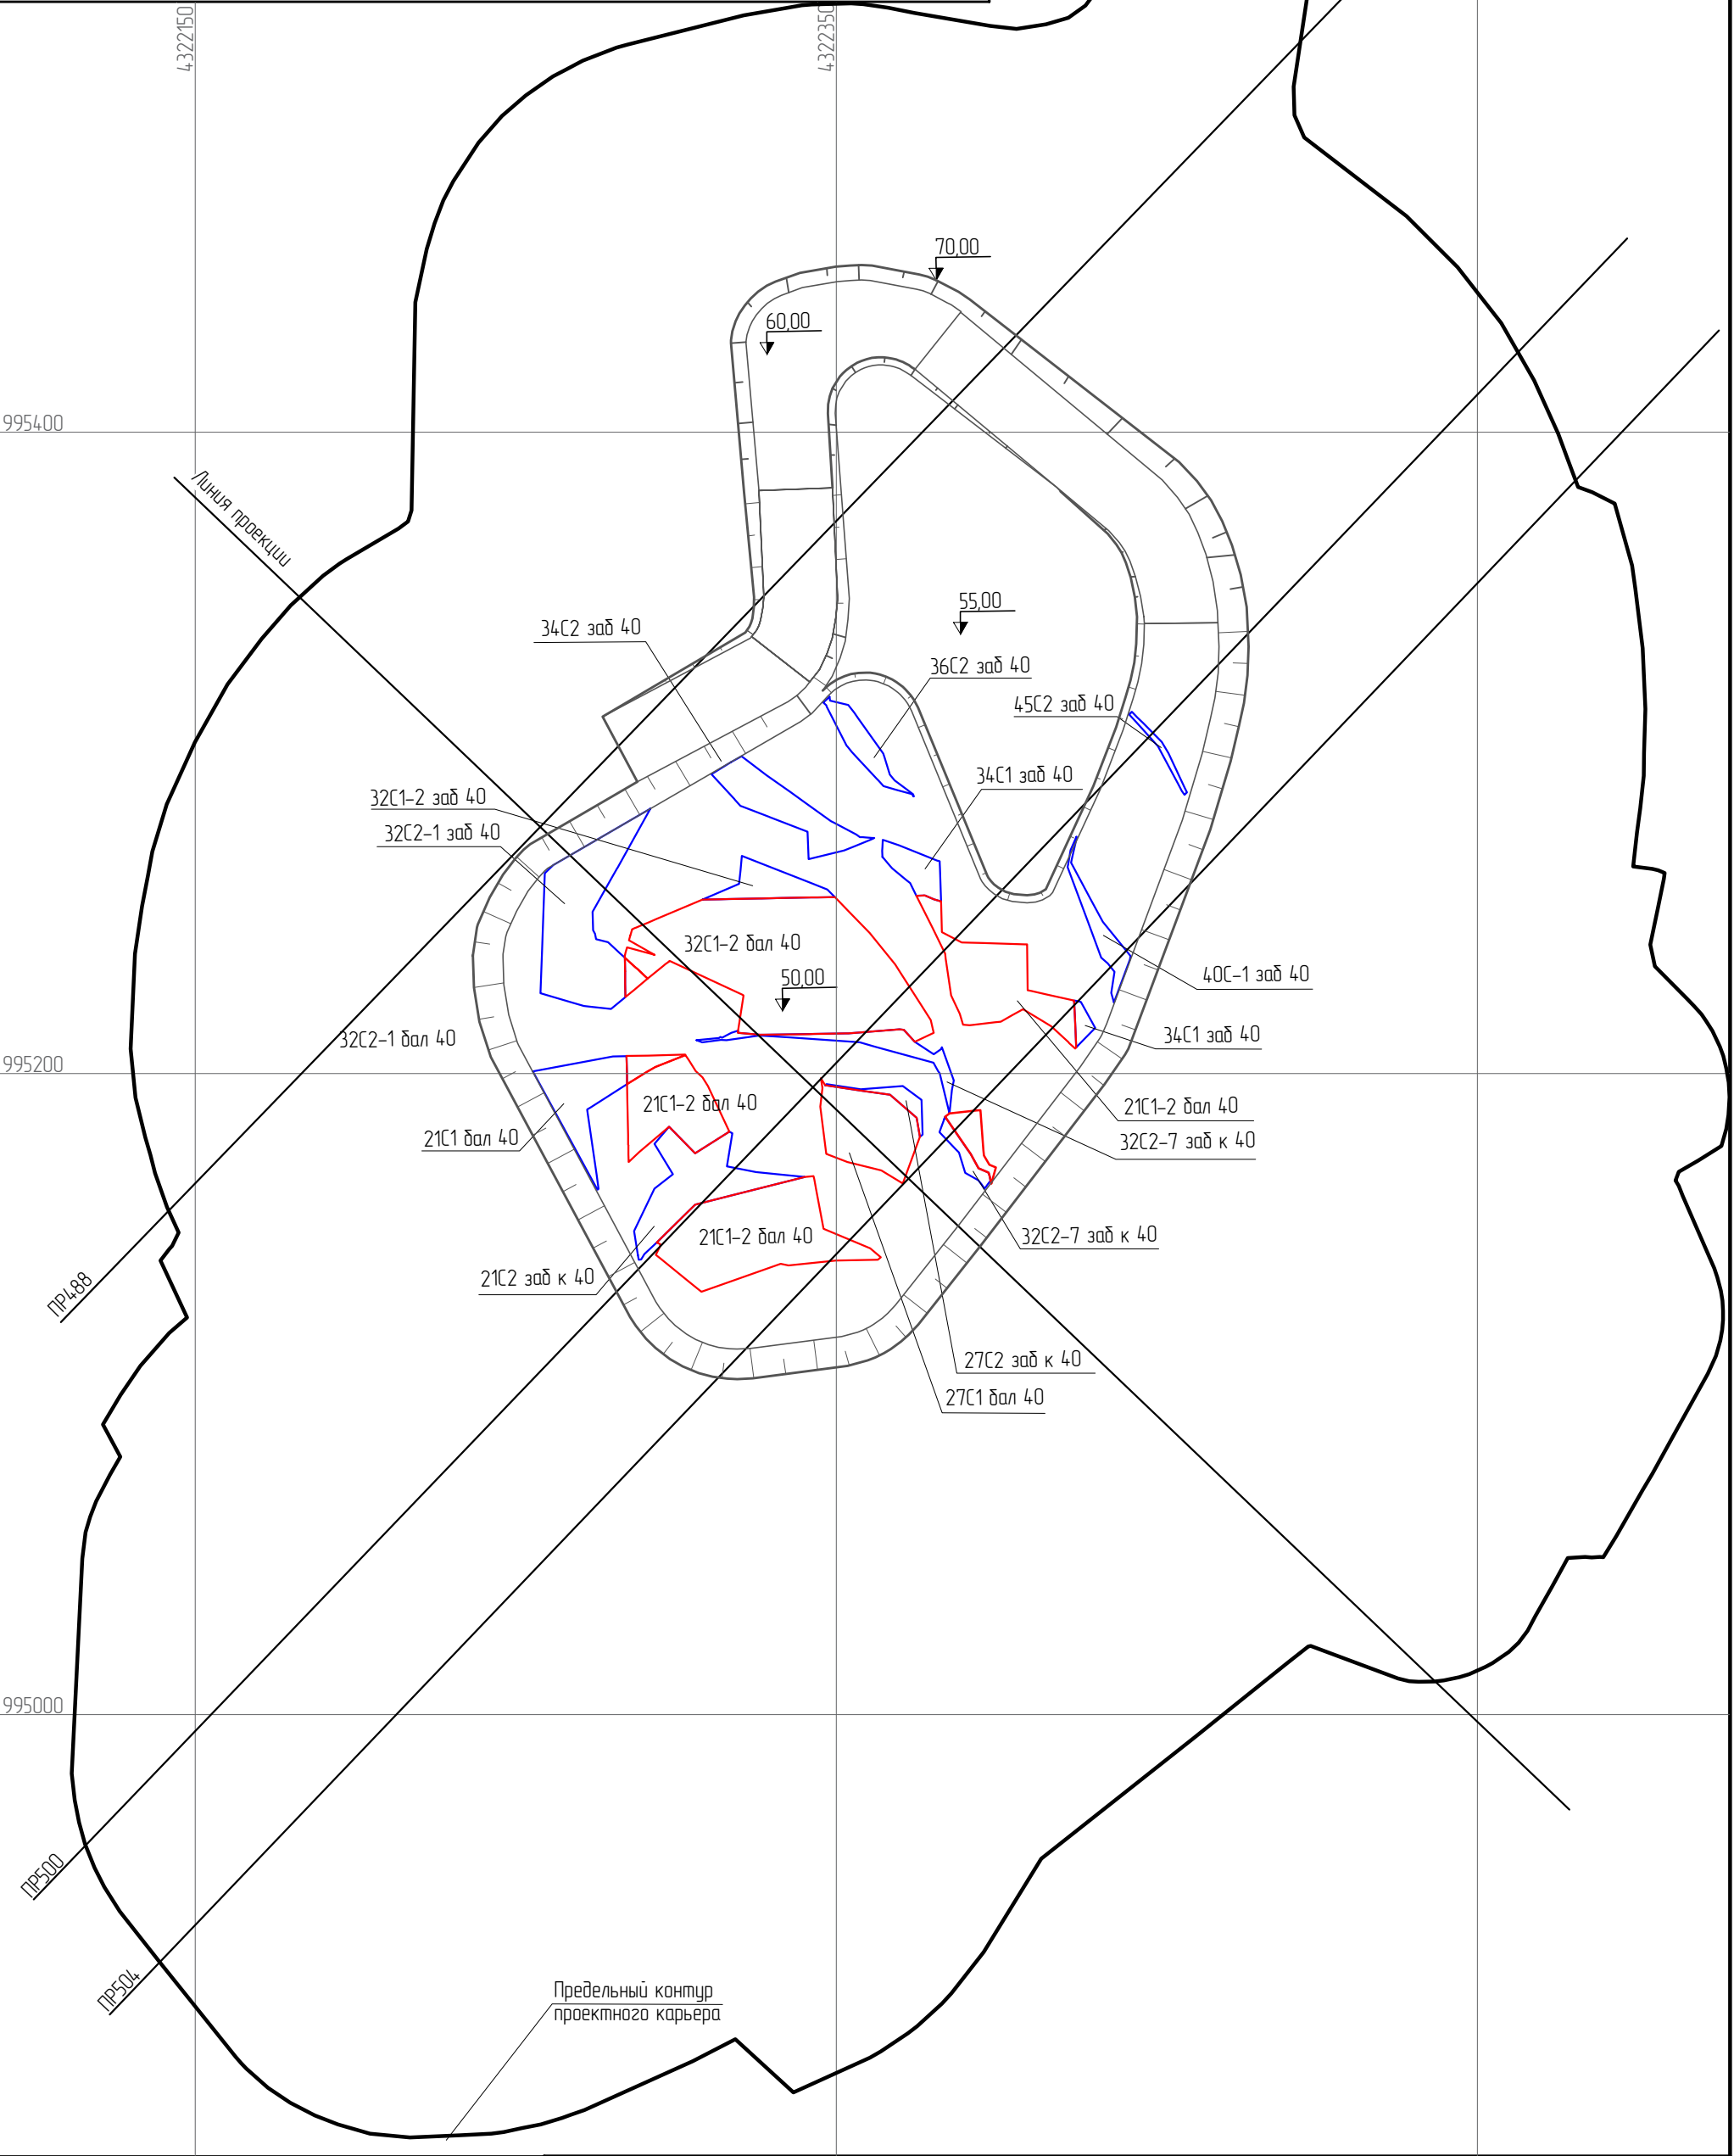 4322150
4322350
70,00
60,00
995400
Линия проекции
55,00
34С2 заб 40
36С2 заб 40
45С2 заб 40
34С1 заб 40
32С1-2 заб 40
32С2-1 заб 40
32С1-2 бал 40
50,00
40С-1 заб 40
32С2-1 бал 40
34С1 заб 40
995200
21С1-2 бал 40
21С1-2 бал 40
21С1 бал 40
32С2-7 заб к 40
21С1-2 бал 40
32С2-7 заб к 40
21С2 заб к 40
ПР488
27С2 заб к 40
27С1 бал 40
995000
ПР500
ПР504
Предельный контур
проектного карьера